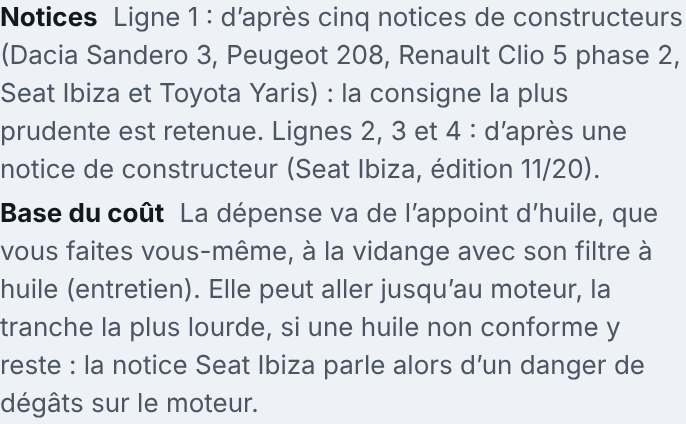 Notices Ligne 1 : d’après cinq notices de constructeurs
(Dacia Sandero 3, Peugeot 208, Renault Clio 5 phase 2,
Seat Ibiza et Toyota Yaris) : la consigne la plus
prudente est retenue. Lignes 2, 3 et 4 : d’après une
notice de constructeur (Seat Ibiza, édition 11/20).
Base du coût La dépense va de l’appoint d’huile, que
vous faites vous-même, à la vidange avec son filtre à
huile (entretien). Elle peut aller jusqu’au moteur, la
tranche la plus lourde, si une huile non conforme y
reste : la notice Seat Ibiza parle alors d’un danger de
dégâts sur le moteur.